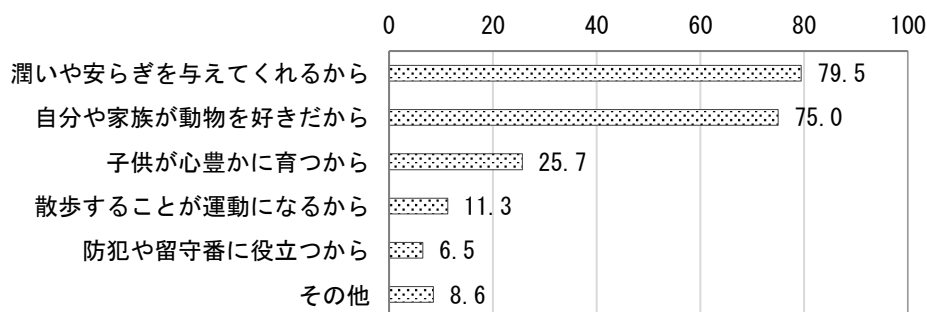 0 20 40 60 80 100
潤いや安らぎを与えてくれるから 79.5
自分や家族が動物を好きだから 75.0
子供が心豊かに育つから 25.7
散歩することが運動になるから 11.3
防犯や留守番に役立つから 6.5
その他 8.6